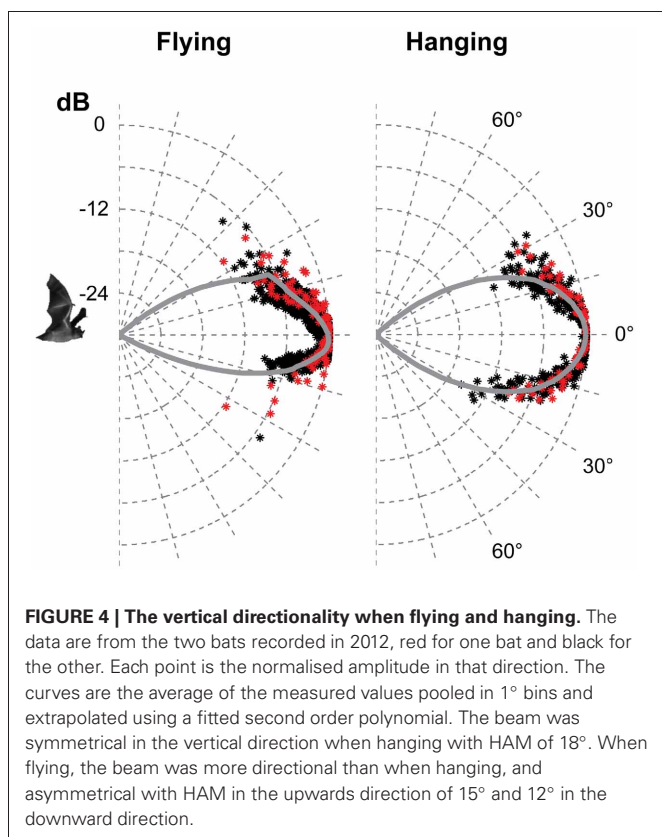 Flying
Hanging
dB
0
-12
-24
60°
30°
0°
30°
60°
FIGURE 4 | The vertical directionality when flying and hanging. The
data are from the two bats recorded in 2012, red for one bat and black for
the other. Each point is the normalised amplitude in that direction. The
curves are the average of the measured values pooled in 1° bins and
extrapolated using a fitted second order polynomial. The beam was
symmetrical in the vertical direction when hanging with HAM of 18°. When
flying, the beam was more directional than when hanging, and
asymmetrical with HAM in the upwards direction of 15° and 12° in the
downward direction.